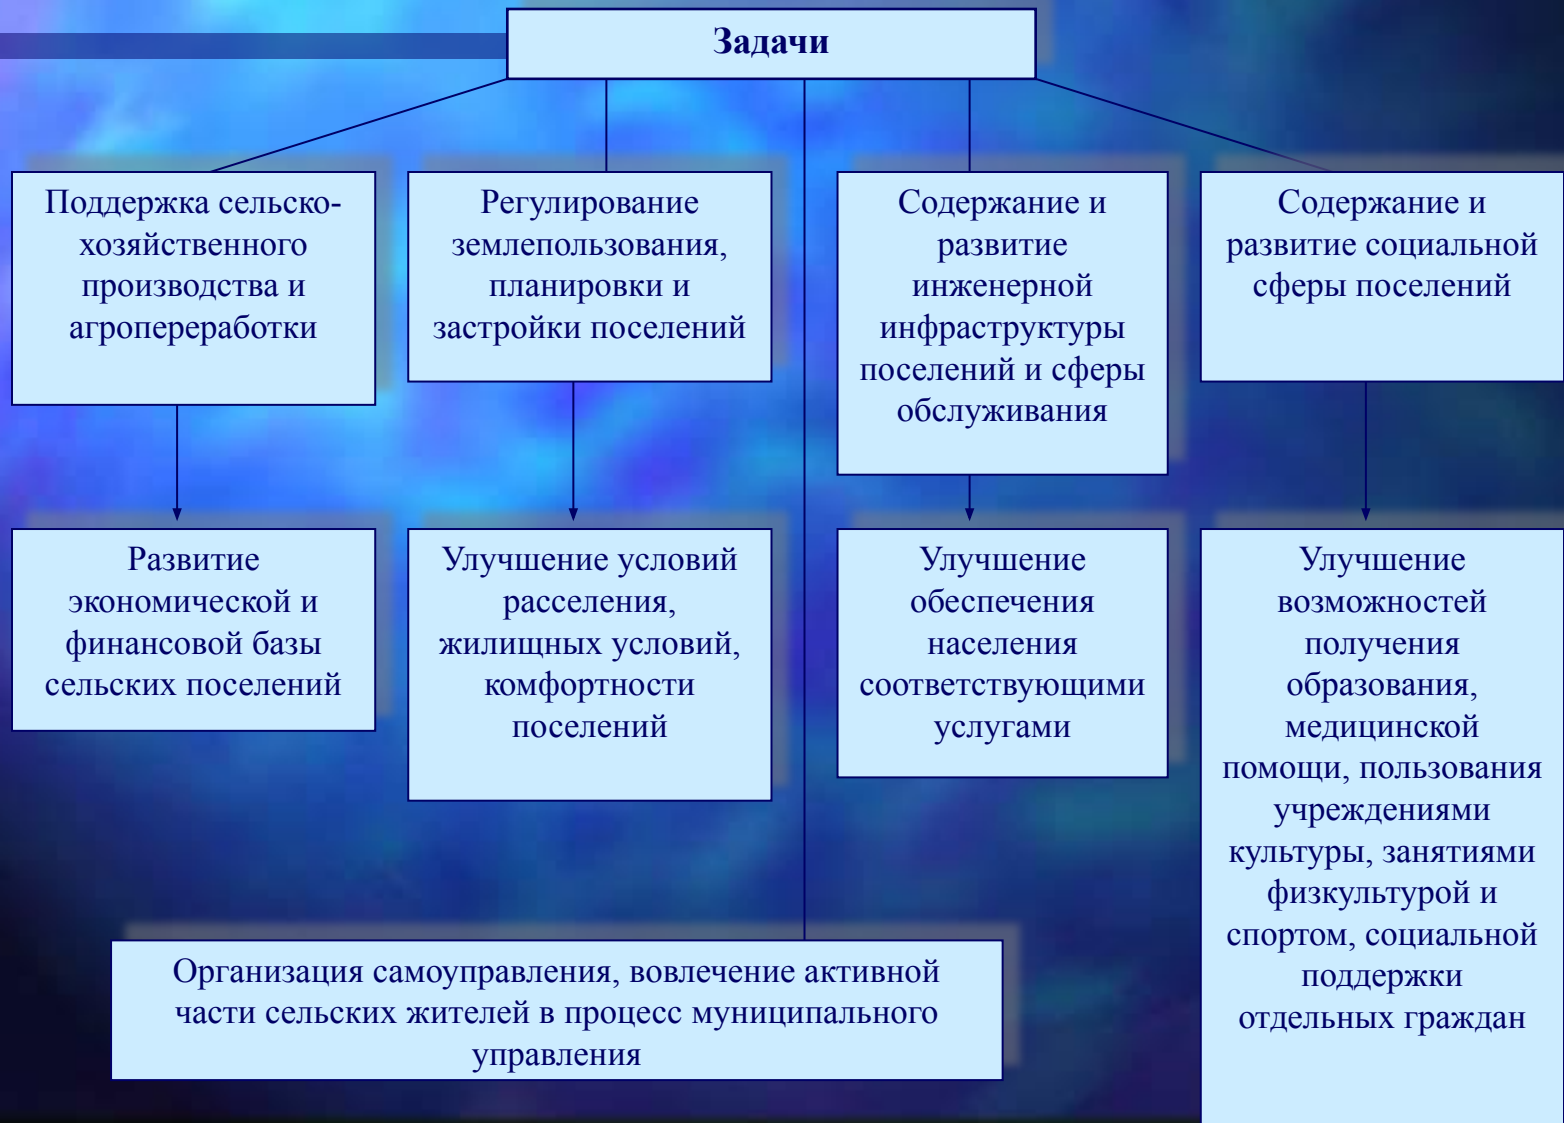 Задачи
Поддержка сельско-
хозяйственного
производства и
агропереработки
Регулирование
землепользования,
планировки и
застройки поселений
Содержание и
развитие
инженерной
инфраструктуры
поселений и сферы
обслуживания
Содержание и
развитие социальной
сферы поселений
Развитие
экономической и
финансовой базы
сельских поселений
Улучшение условий
расселения,
жилищных условий,
комфортности
поселений
Улучшение
обеспечения
населения
соответствующими
услугами
Улучшение
возможностей
получения
образования,
медицинской
помощи, пользования
учреждениями
культуры, занятиями
физкультурой и
спортом, социальной
поддержки
отдельных граждан
Организация самоуправления, вовлечение активной
части сельских жителей в процесс муниципального
управления